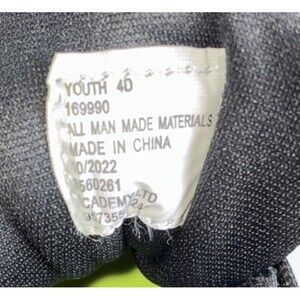 YOUTH 4D
169990
ALL MAN MADE MATERIALS
MADE IN CHINA
0/2022
560261
CADEMY LTD